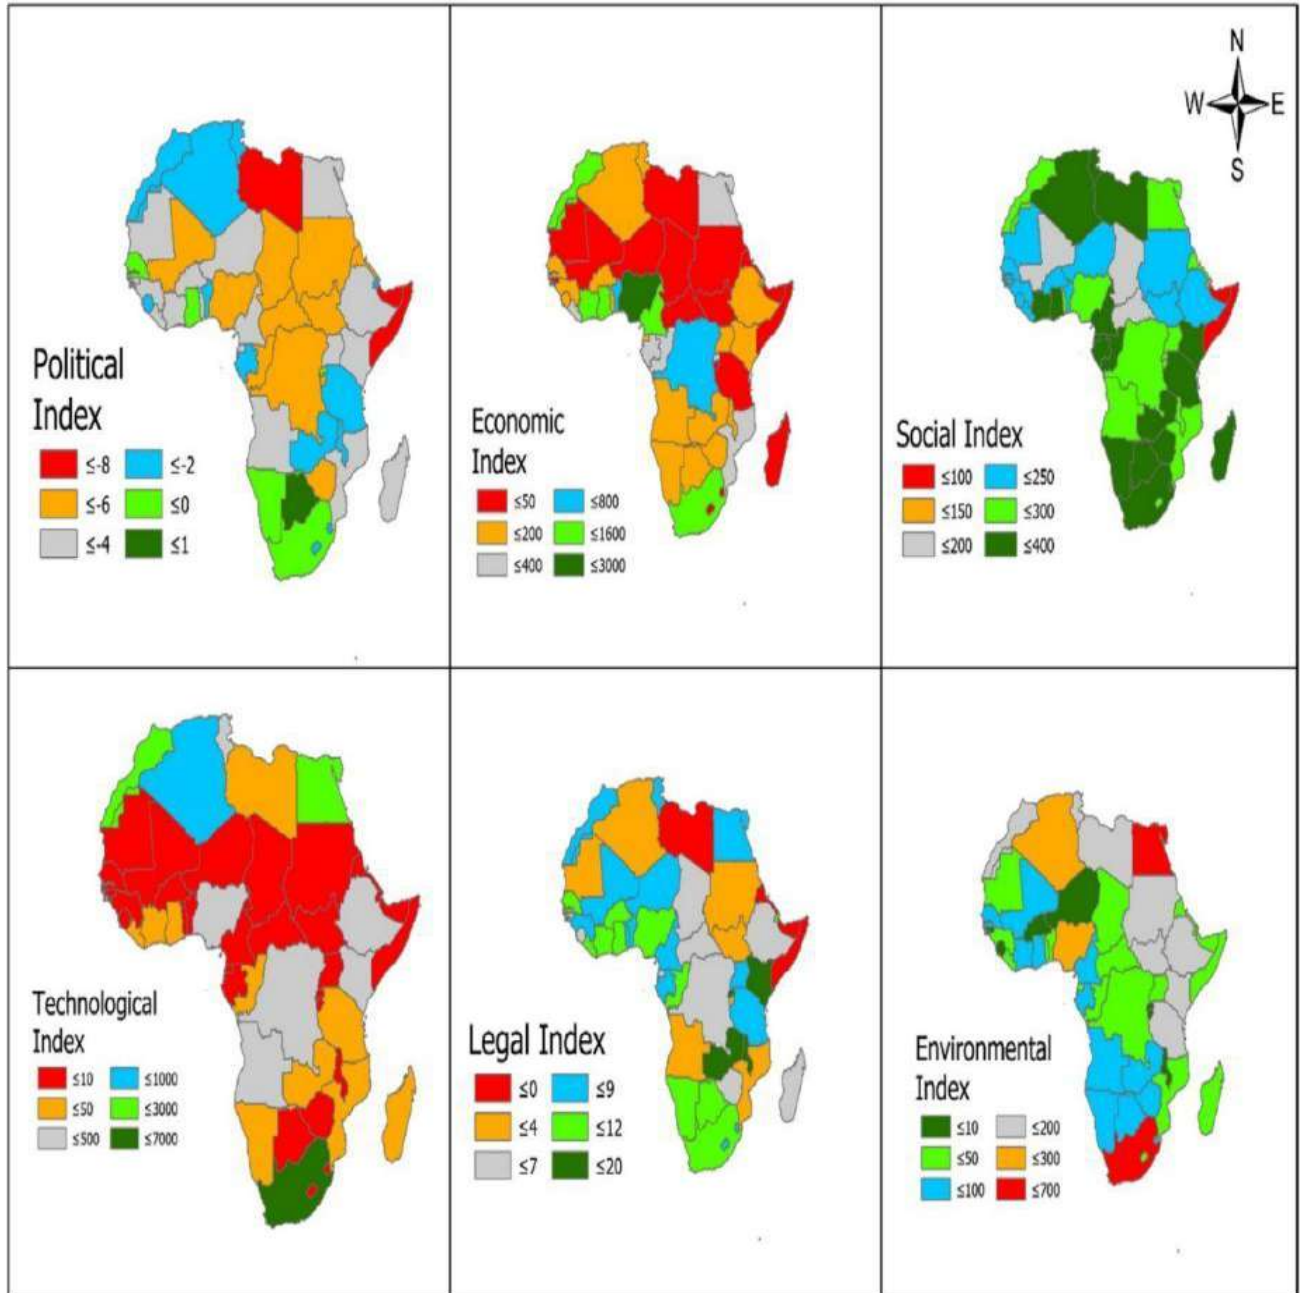 N
W E
S
Political
Index
≤-8 ≤-2
≤-6 ≤0
≤-4 ≤1
Economic
Index
≤50 ≤800
≤200 ≤1600
≤400 ≤3000
Social Index
≤100 ≤250
≤150 ≤300
≤200 ≤400
Technological
Index
≤10 ≤1000
≤50 ≤3000
≤500 ≤7000
Legal Index
≤0 ≤9
≤4 ≤12
≤7 ≤20
Environmental
Index
≤10 ≤200
≤50 ≤300
≤100 ≤700